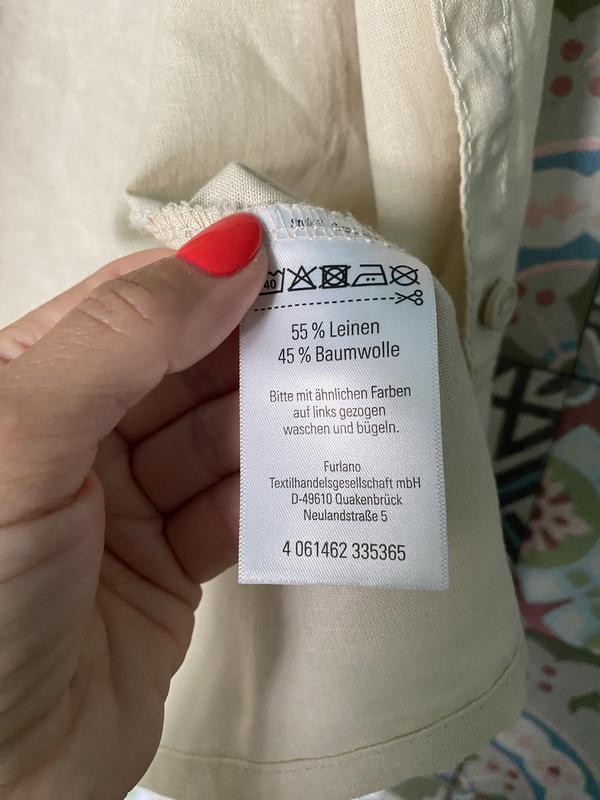 40
55 % Leinen
45 % Baumwolle
Bitte mit ähnlichen Farben
auf links gezogen
waschen und bügeln.
Furlano
Textilhandelsgesellschaft mbH
D-49610 Quakenbrück
Neulandstraße 5
4 061462 335365